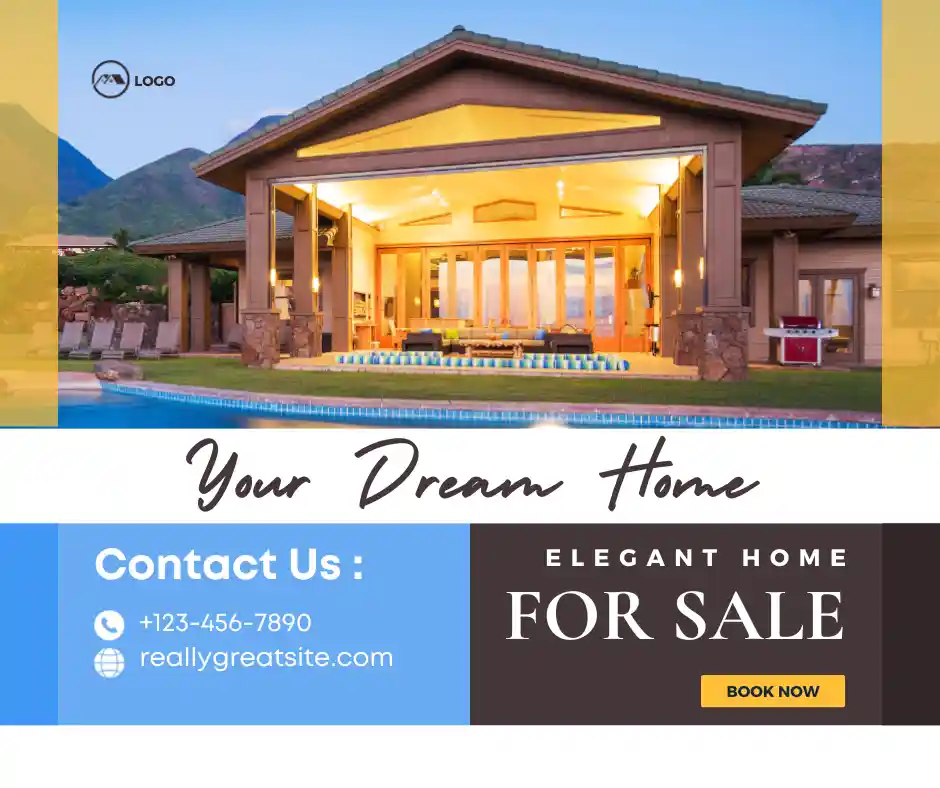 LOGO
Your Dream Home
Contact Us :
+123-456-7890
reallygreatsite.com
ELEGANT HOME
FOR SALE
BOOK NOW